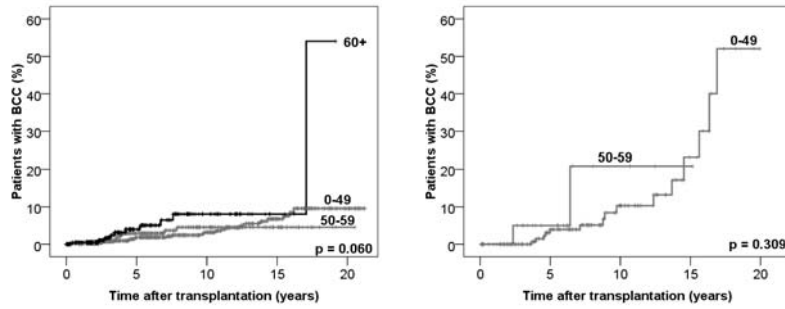 Patients with BCC (%)
60
50
40
30
20
10
0
60+
0-49
50-59
p = 0.060
0 5 10 15 20
Time after transplantation (years)
Patients with BCC (%)
60
50
40
30
20
10
0
0-49
50-59
p = 0.309
0 5 10 15 20
Time after transplantation (years)